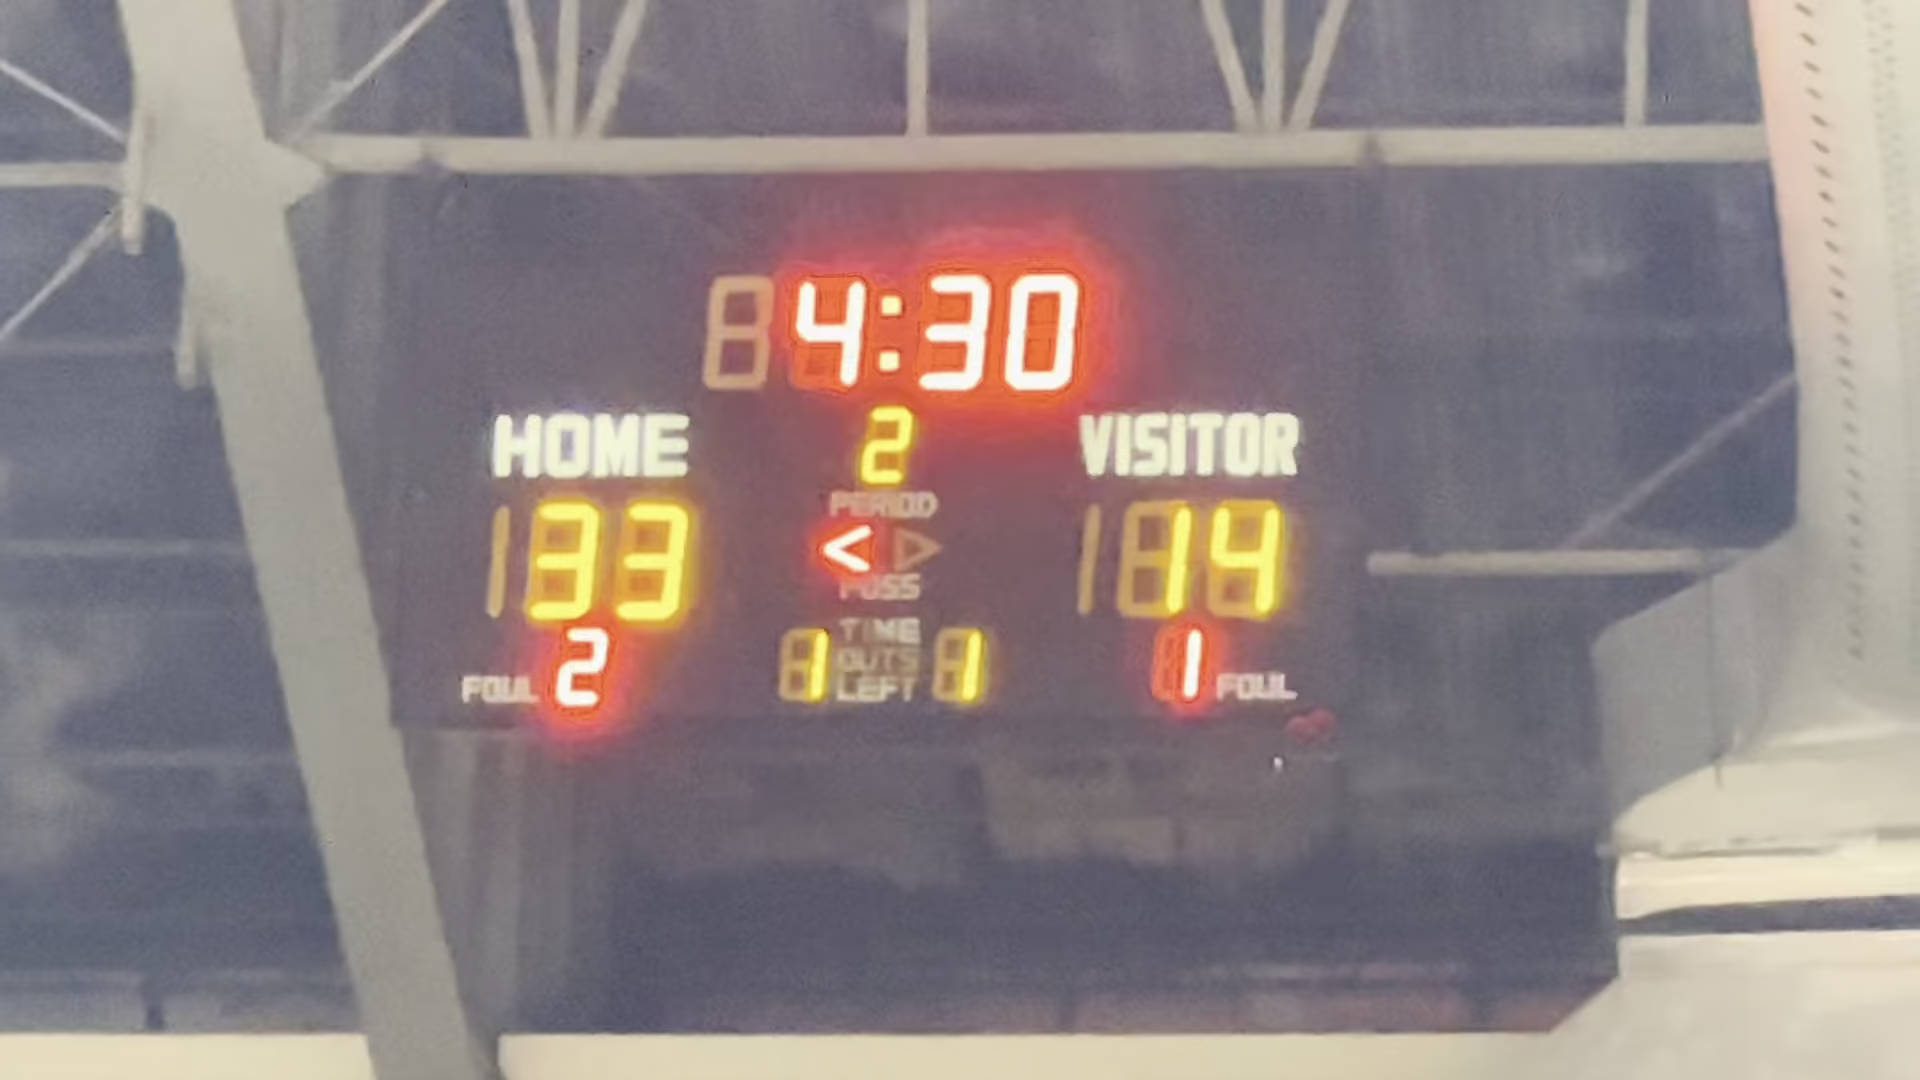 4:30
HOME 2 VISITOR
PERIOD
33 < 14
POSS
TIME
OUTS
FOUL 2 1 LEFT 1 1 FOUL